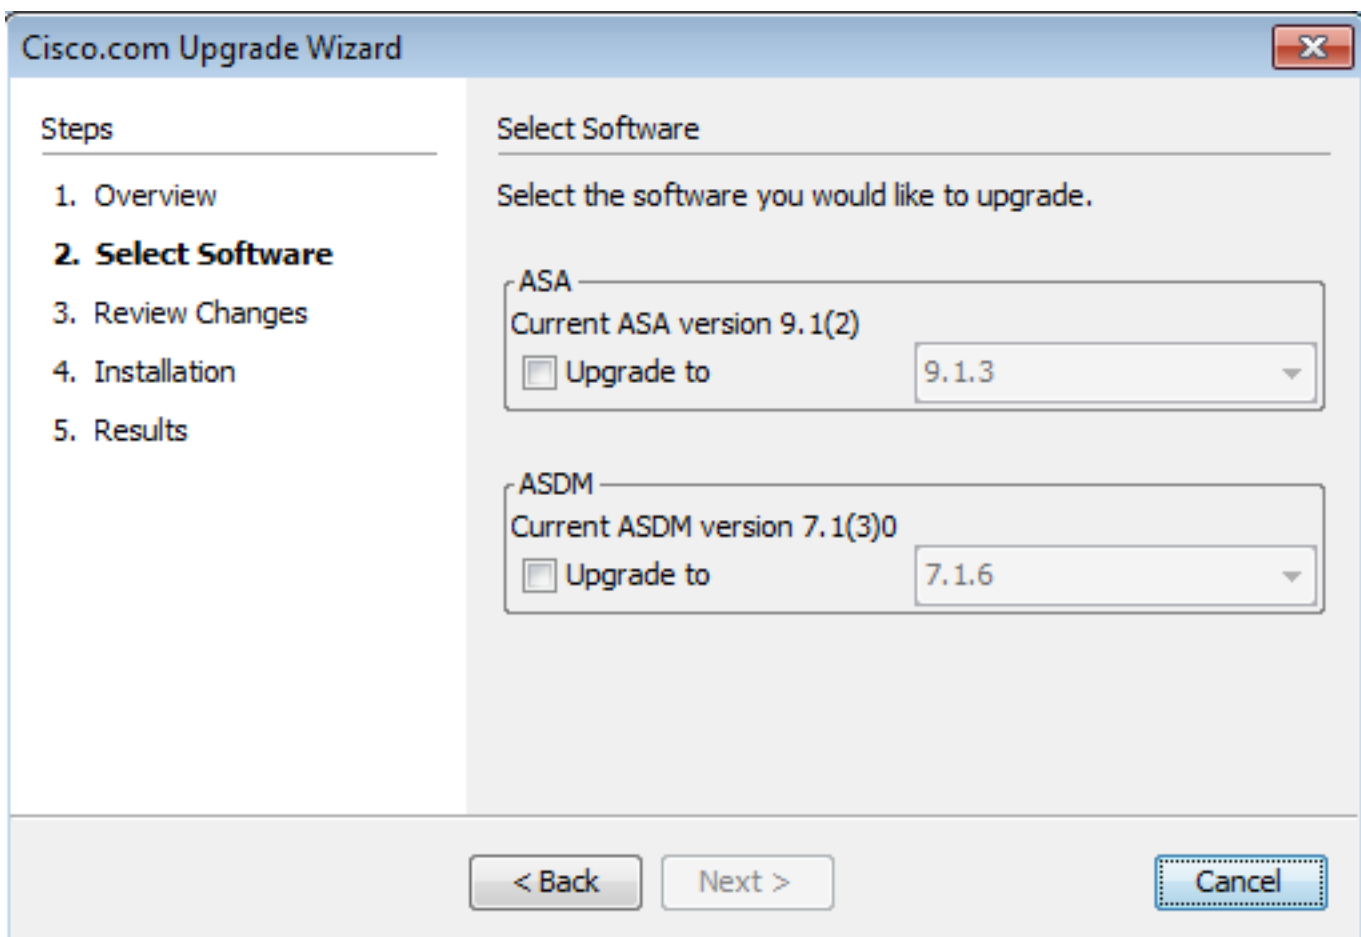 Cisco.com Upgrade Wizard
Steps
1. Overview
2. Select Software
3. Review Changes
4. Installation
5. Results
Select Software
Select the software you would like to upgrade.
ASA
Current ASA version 9.1(2)
Upgrade to 9.1.3
ASDM
Current ASDM version 7.1(3)0
Upgrade to 7.1.6
< Back Next > Cancel